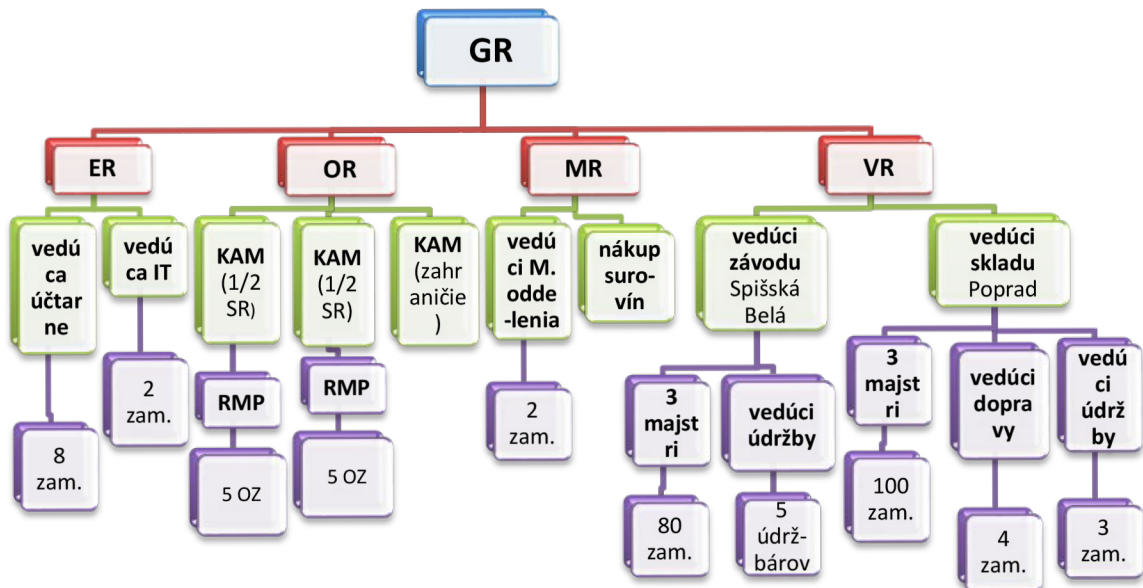 GR
ER
OR
MR
VR
vedú
ca
účtar
ne
vedú
ca IT
KAM
(1/2
SR)
KAM
(1/2
SR)
KAM
(zahr
aničie
)
vedú
ci M.
odde
-lenia
nákup
suro-
vín
vedúci
závodu
Spišská
Belá
vedúci
skladu
Poprad
8
zam.
2
zam.
RMP
5 OZ
RMP
5 OZ
2
zam.
3
majst
ri
80
zam.
vedúci
údržby
5
údrž-
bárov
3
majst
ri
100
zam.
vedúci
dopra
vy
4
zam.
vedú
ci
údrž
by
3
zam.